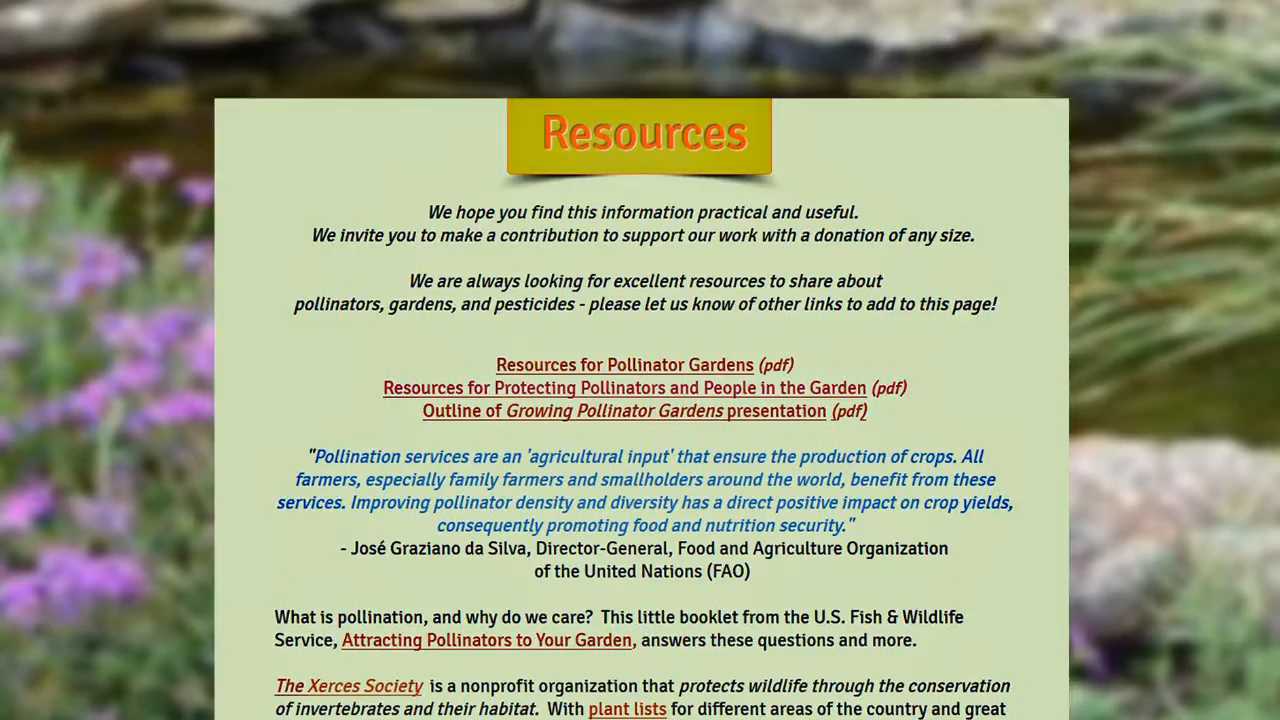 Resources
We hope you find this information practical and useful.
We invite you to make a contribution to support our work with a donation of any size.
We are always looking for excellent resources to share about
pollinators, gardens, and pesticides - please let us know of other links to add to this page!
Resources for Pollinator Gardens (pdf)
Resources for Protecting Pollinators and People in the Garden (pdf)
Outline of Growing Pollinator Gardens presentation (pdf)
"Pollination services are an 'agricultural input' that ensure the production of crops. All
farmers, especially family farmers and smallholders around the world, benefit from these
services. Improving pollinator density and diversity has a direct positive impact on crop yields,
consequently promoting food and nutrition security."
- José Graziano da Silva, Director-General, Food and Agriculture Organization
of the United Nations (FAO)
What is pollination, and why do we care? This little booklet from the U.S. Fish & Wildlife
Service, Attracting Pollinators to Your Garden, answers these questions and more.
The Xerces Society is a nonprofit organization that protects wildlife through the conservation
of invertebrates and their habitat. With plant lists for different areas of the country and great